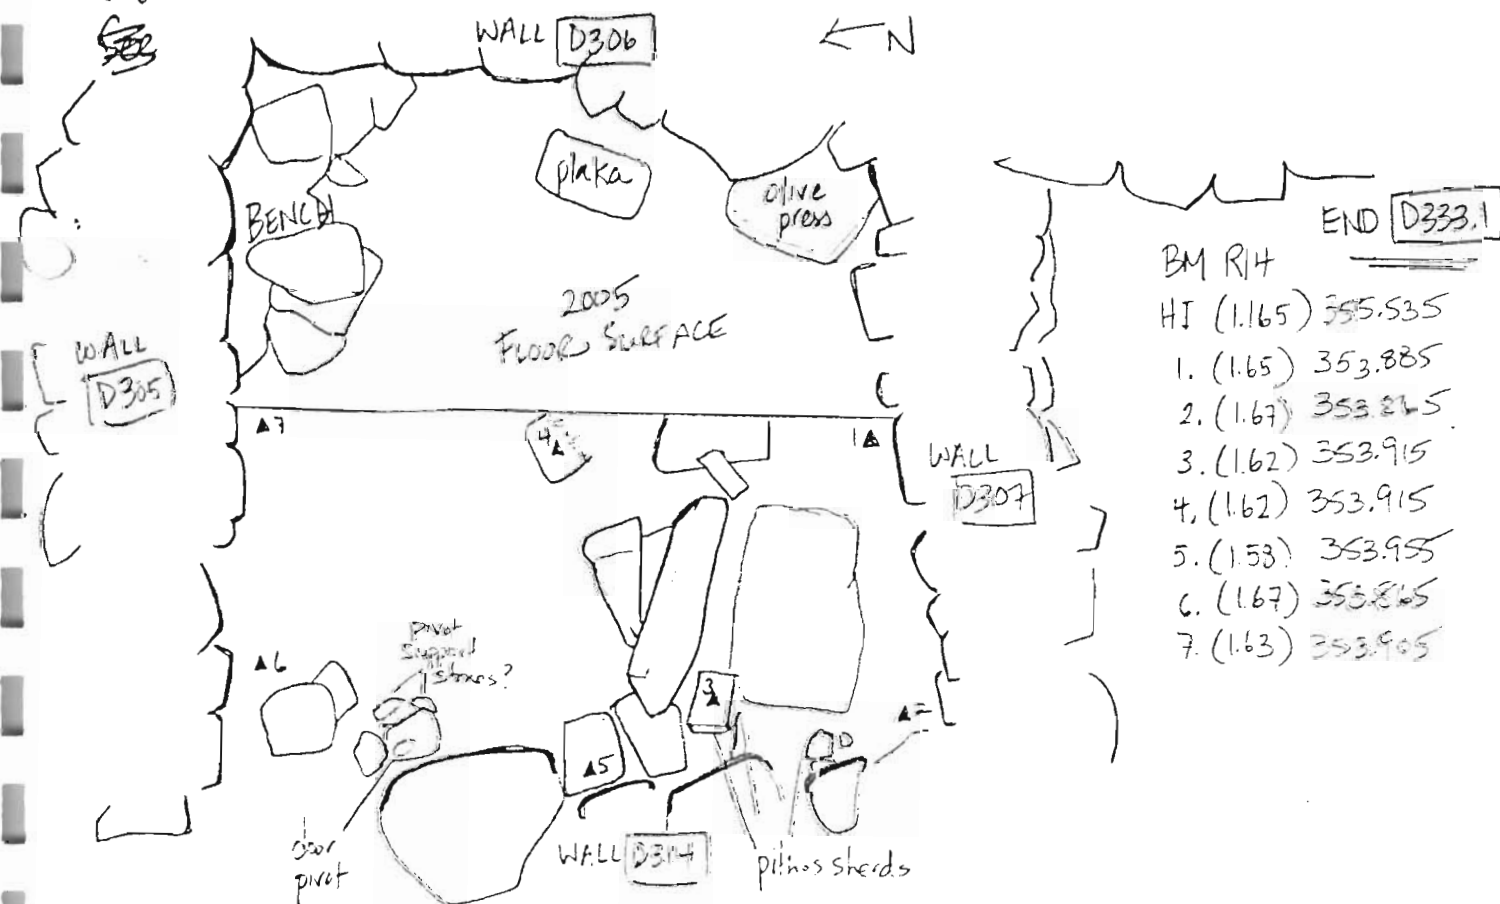 WALL D306
N
plaka
olive
press
BENCH
2005
FLOOR SURFACE
WALL
D305
END D333.1
BM R/H
HI (1.165) 355.535
1. (1.65) 353.885
2. (1.67) 353.865
3. (1.62) 353.915
4. (1.62) 353.915
5. (1.58) 353.955
6. (1.67) 353.865
7. (1.63) 353.905
7
4
1
WALL
D307
pivot
support
stones?
6
3
5
door
pivot
WALL D314
pithos sherds